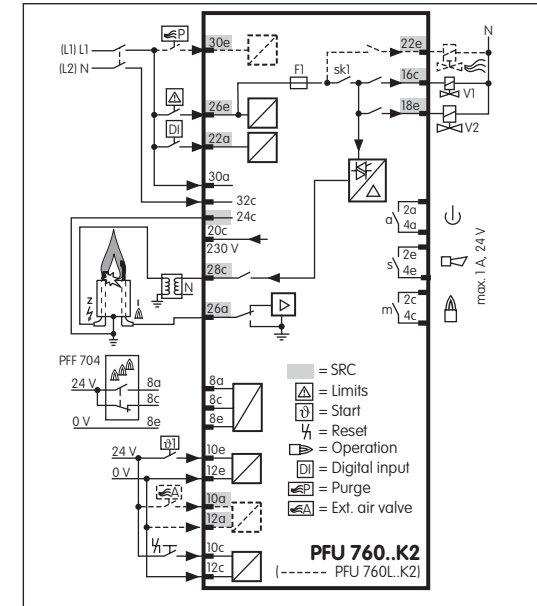 (L1) L1
(L2) N
P
30e
22e
N
F1
sk1
16c
V1
26e
18e
V2
DI
22a
30a
32c
24c
20c
230 V
28c
N
26a
z
I
a
2a
4a
s
2e
4e
m
2c
4c
max. 1 A, 24 V
PFF 704
24 V
8a
8c
0 V
8e
8a
8c
8e
= SRC
= Limits
ϑ = Start
= Reset
= Operation
DI = Digital input
P = Purge
A = Ext. air valve
24 V
ϑ1
10e
0 V
12e
A
10a
12a
10c
12c
PFU 760..K2
(------ PFU 760L..K2)